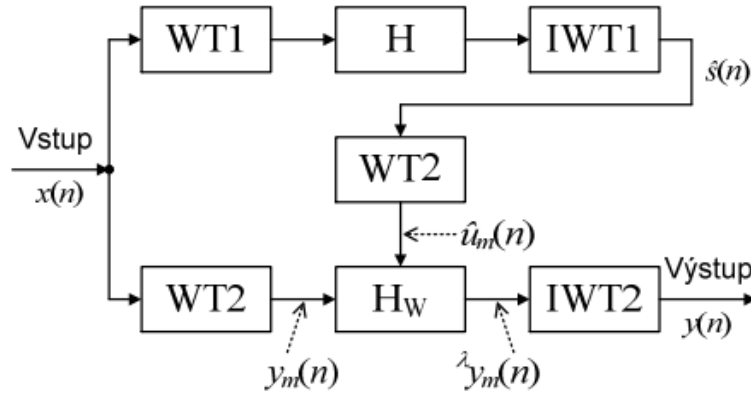 WT1
H
IWT1
ŝ(n)
Vstup
x(n)
WT2
û_m(n)
WT2
H_W
IWT2
Výstup
y(n)
y_m(n)
^λy_m(n)